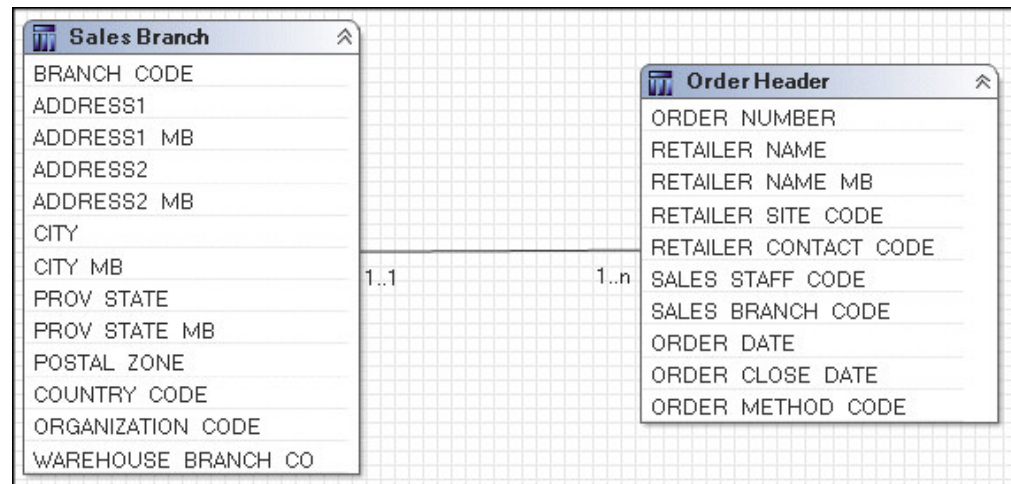 Sales Branch
BRANCH CODE
ADDRESS1
ADDRESS1 MB
ADDRESS2
ADDRESS2 MB
CITY
CITY MB
PROV STATE
PROV STATE MB
POSTAL ZONE
COUNTRY CODE
ORGANIZATION CODE
WAREHOUSE BRANCH CO
1..1
1..n
Order Header
ORDER NUMBER
RETAILER NAME
RETAILER NAME MB
RETAILER SITE CODE
RETAILER CONTACT CODE
SALES STAFF CODE
SALES BRANCH CODE
ORDER DATE
ORDER CLOSE DATE
ORDER METHOD CODE